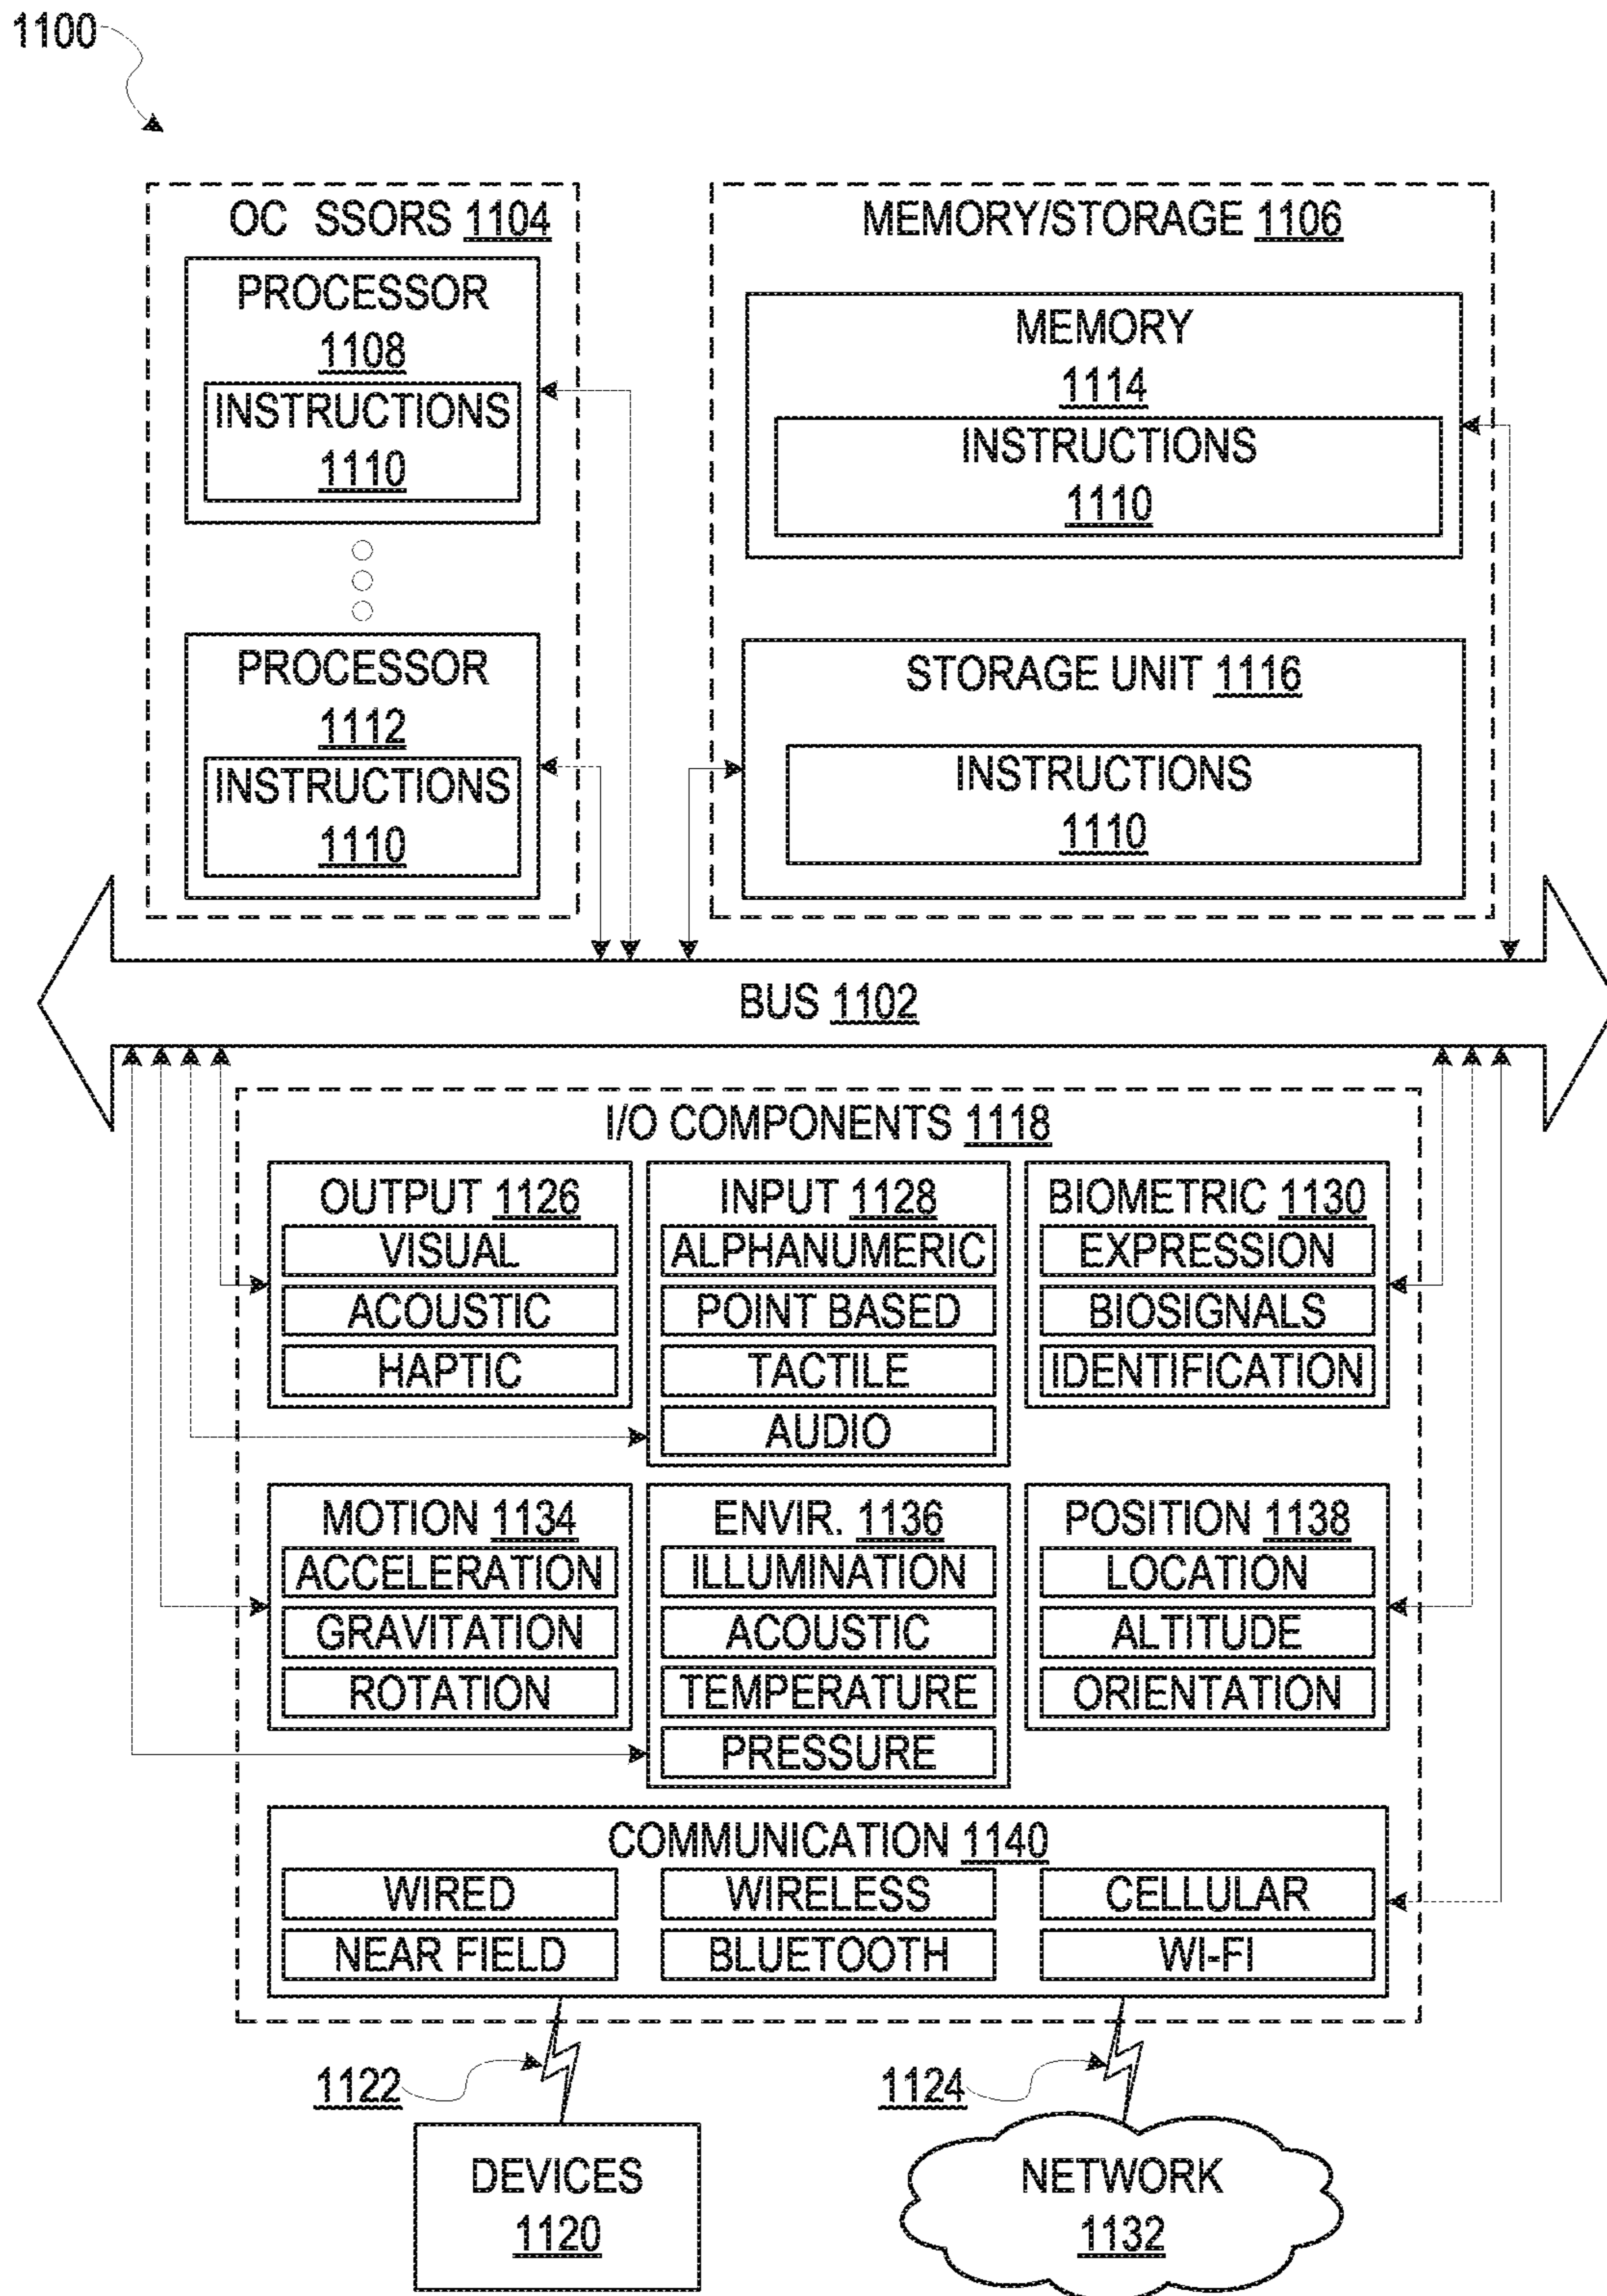 1100
OC SSORS 1104
PROCESSOR
1108
INSTRUCTIONS
1110
PROCESSOR
1112
INSTRUCTIONS
1110
MEMORY/STORAGE 1106
MEMORY
1114
INSTRUCTIONS
1110
STORAGE UNIT 1116
INSTRUCTIONS
1110
BUS 1102
I/O COMPONENTS 1118
OUTPUT 1126
VISUAL
ACOUSTIC
HAPTIC
INPUT 1128
ALPHANUMERIC
POINT BASED
TACTILE
AUDIO
BIOMETRIC 1130
EXPRESSION
BIOSIGNALS
IDENTIFICATION
MOTION 1134
ACCELERATION
GRAVITATION
ROTATION
ENVIR. 1136
ILLUMINATION
ACOUSTIC
TEMPERATURE
PRESSURE
POSITION 1138
LOCATION
ALTITUDE
ORIENTATION
COMMUNICATION 1140
WIRED
WIRELESS
CELLULAR
NEAR FIELD
BLUETOOTH
WI-FI
1122
1124
DEVICES
1120
NETWORK
1132